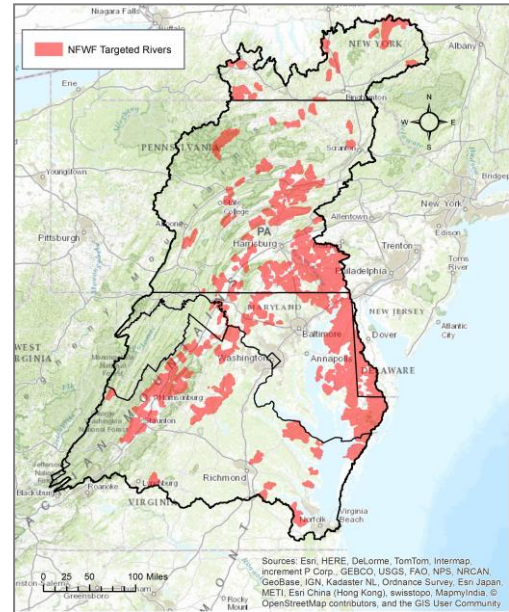 Niagara Falls
Buffalo
NFWF Targeted Rivers
NEW YORK
Albany
Erie
Binghamton
N
W
E
S
PENNSYLVANIA
Scranton
Youngstown
State College
New York
Bridgep
Altoona
PA
Allentown
Edison
Pittsburgh
Harrisburg
Trenton
Toms River
Philadelphia
MARYLAND
NEW JERSEY
Atlantic City
Baltimore
Dover
WEST VIRGINIA
Washington
Annapolis
DELAWARE
Harrisonburg
Staunton
Richmond
Lynchburg
Roanoke
Blacksburg
VIRGINIA
Norfolk
Virginia Beach
0 25 50 100 Miles
Rocky Mount
Sources: Esri, HERE, DeLorme, TomTom, Intermap,
increment P Corp., GEBCO, USGS, FAO, NPS, NRCAN,
GeoBase, IGN, Kadaster NL, Ordnance Survey, Esri Japan,
METI, Esri China (Hong Kong), swisstopo, MapmyIndia, ©
OpenStreetMap contributors, and the GIS User Community